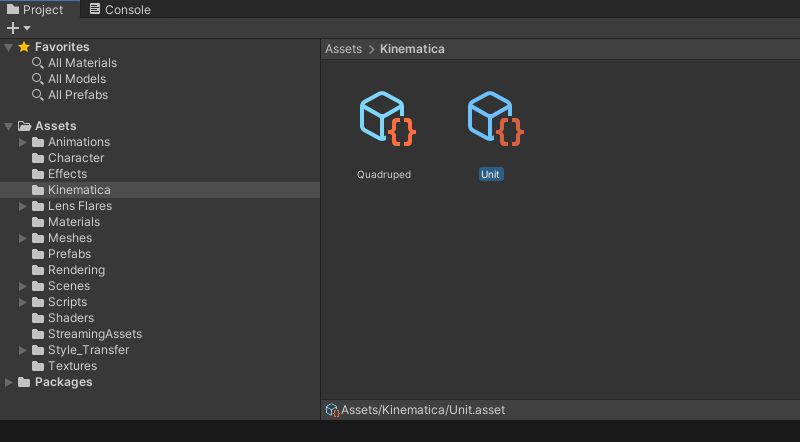 Project
Console
Favorites
All Materials
All Models
All Prefabs
Assets
Animations
Character
Effects
Kinematica
Lens Flares
Materials
Meshes
Prefabs
Rendering
Scenes
Scripts
Shaders
StreamingAssets
Style_Transfer
Textures
Packages
Assets > Kinematica
Quadruped
Unit
Assets/Kinematica/Unit.asset